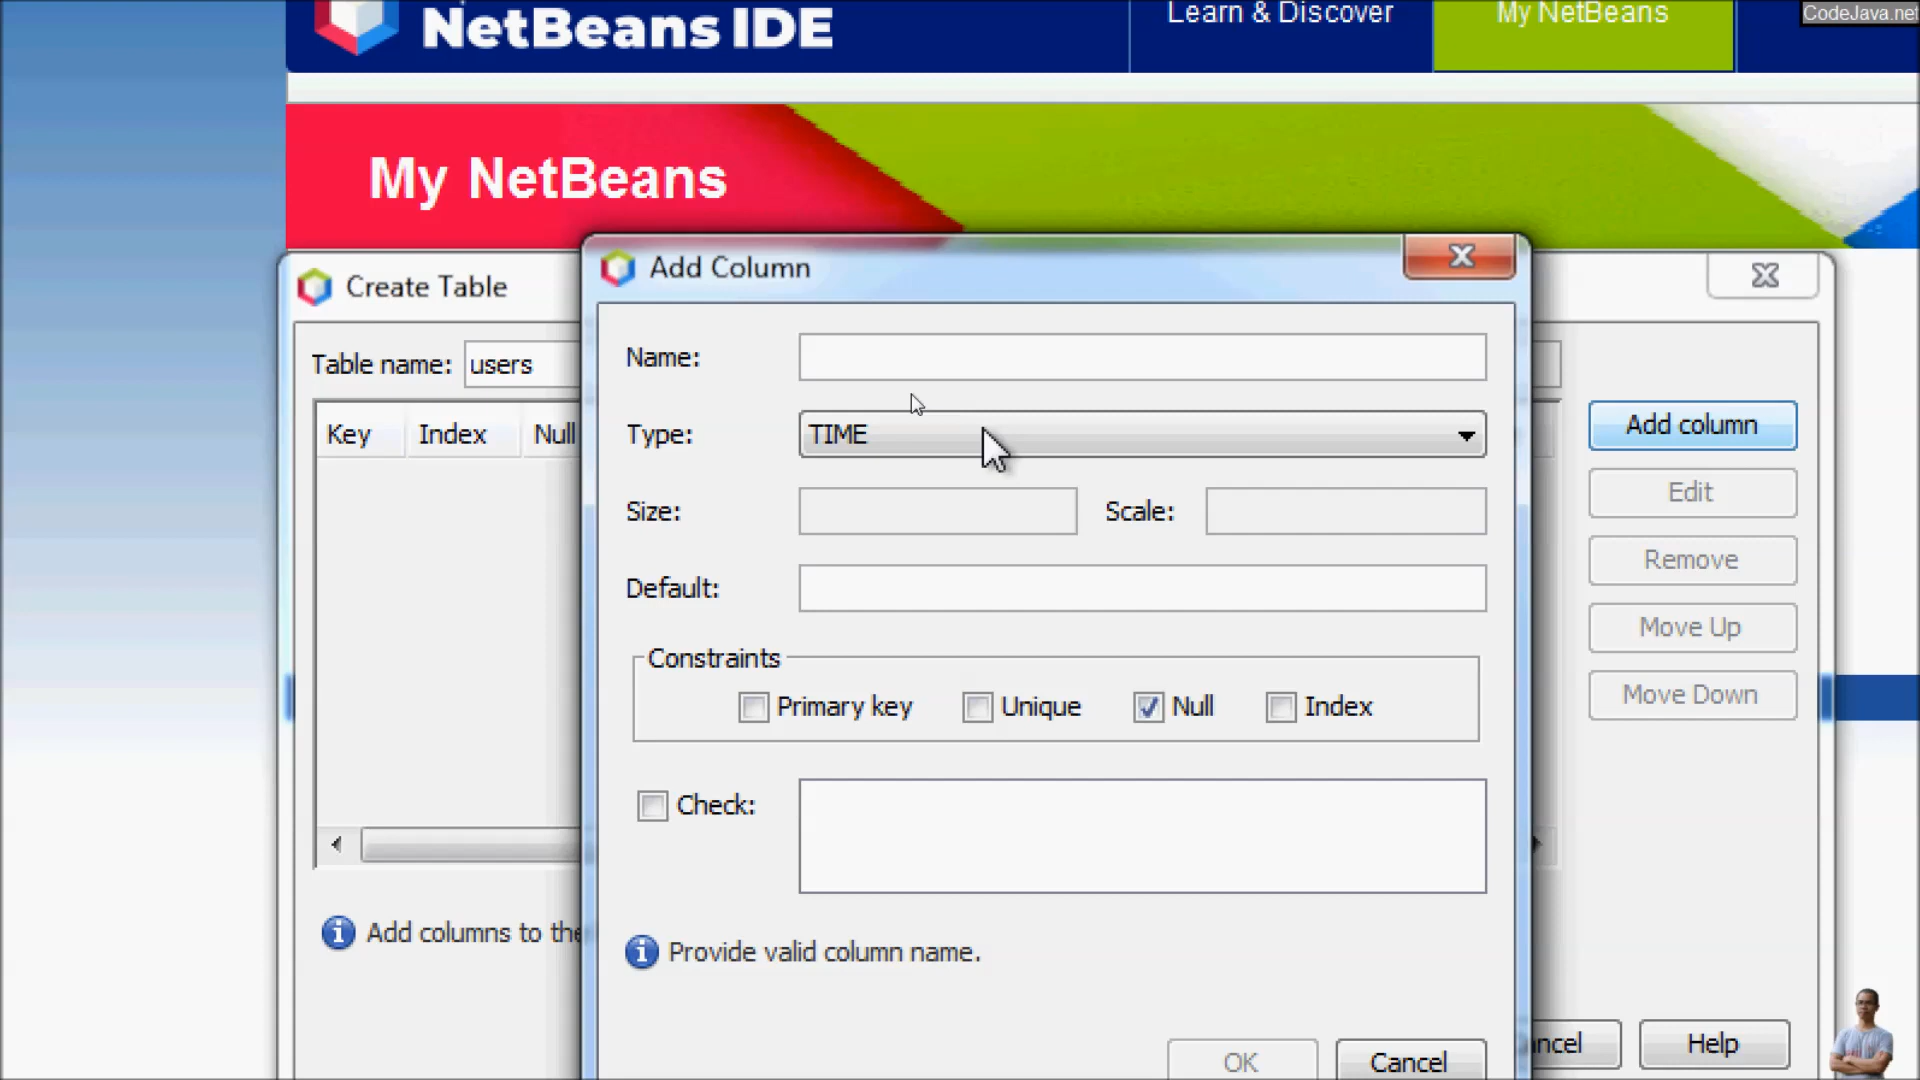 NetBeans IDE
Learn & Discover
My NetBeans
CodeJava.net
My NetBeans
Create Table
Table name: users
Key Index Null
Add columns to the
Add Column
Name:
Type: TIME
Size: Scale:
Default:
Constraints
Primary key Unique Null Index
Check:
Provide valid column name.
OK Cancel
Add column
Edit
Remove
Move Up
Move Down
ancel Help